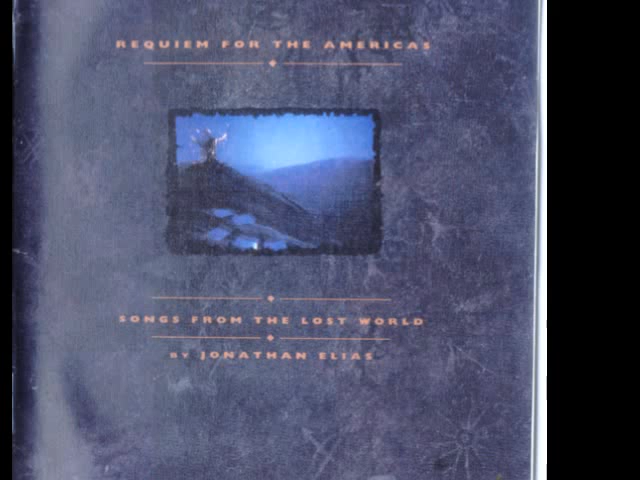 REQUIEM FOR THE AMERICAS
SONGS FROM THE LOST WORLD
BY JONATHAN ELIAS